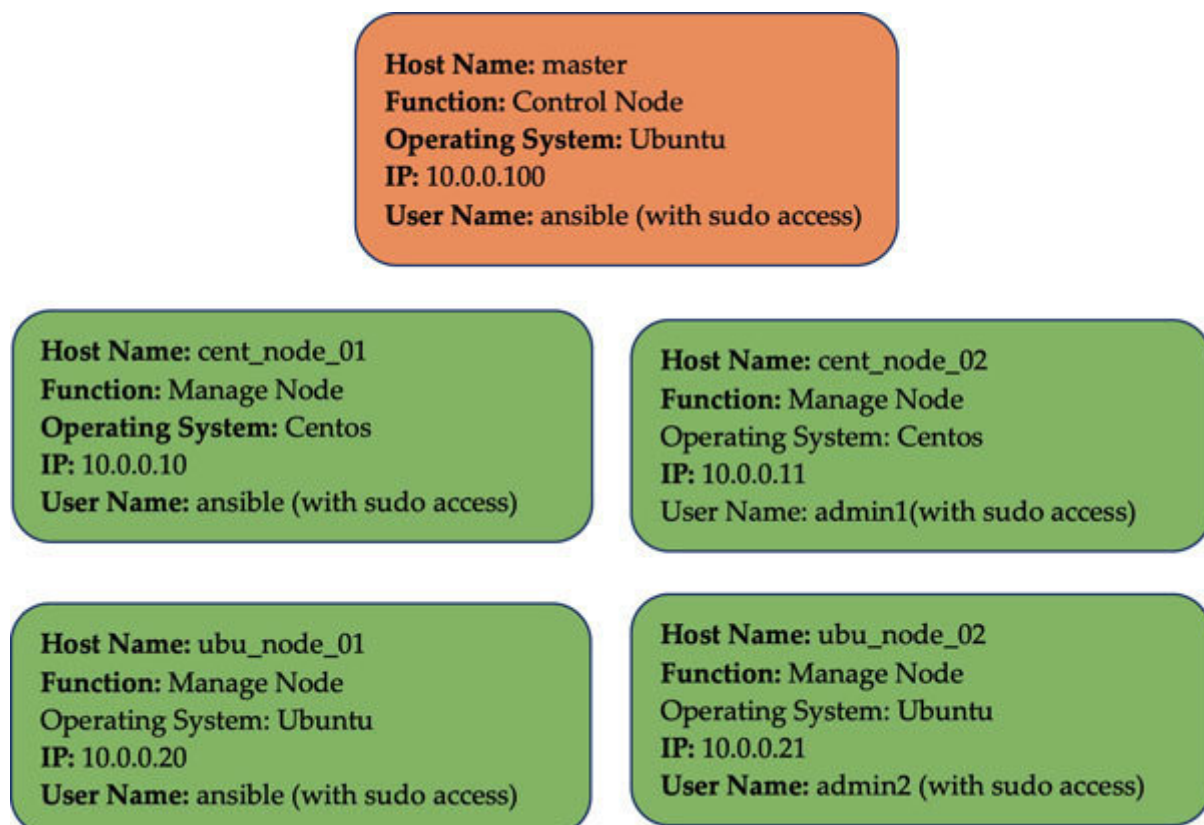 Host Name: master
Function: Control Node
Operating System: Ubuntu
IP: 10.0.0.100
User Name: ansible (with sudo access)
Host Name: cent_node_01
Function: Manage Node
Operating System: Centos
IP: 10.0.0.10
User Name: ansible (with sudo access)
Host Name: cent_node_02
Function: Manage Node
Operating System: Centos
IP: 10.0.0.11
User Name: admin1(with sudo access)
Host Name: ubu_node_01
Function: Manage Node
Operating System: Ubuntu
IP: 10.0.0.20
User Name: ansible (with sudo access)
Host Name: ubu_node_02
Function: Manage Node
Operating System: Ubuntu
IP: 10.0.0.21
User Name: admin2 (with sudo access)